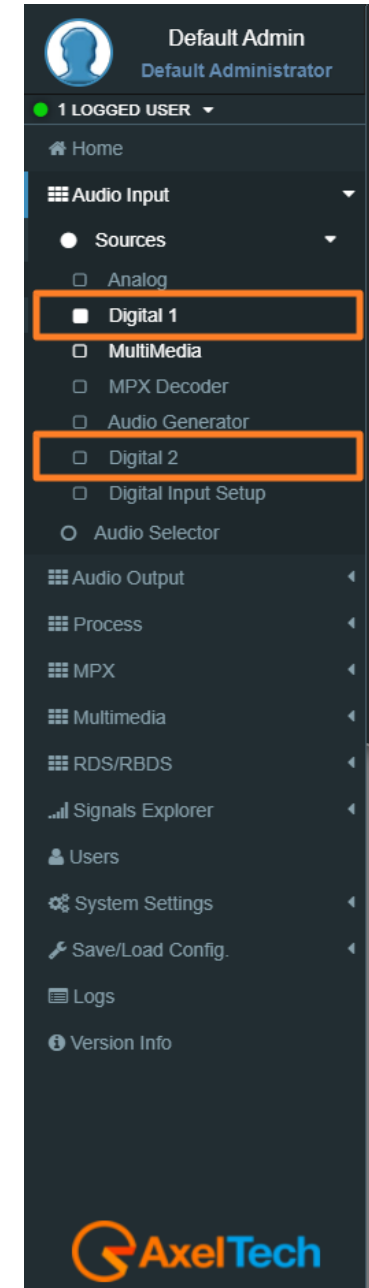 Default Admin
Default Administrator
1 LOGGED USER
Home
Audio Input
Sources
Analog
Digital 1
MultiMedia
MPX Decoder
Audio Generator
Digital 2
Digital Input Setup
Audio Selector
Audio Output
Process
MPX
Multimedia
RDS/RBDS
Signals Explorer
Users
System Settings
Save/Load Config.
Logs
Version Info
AxelTech